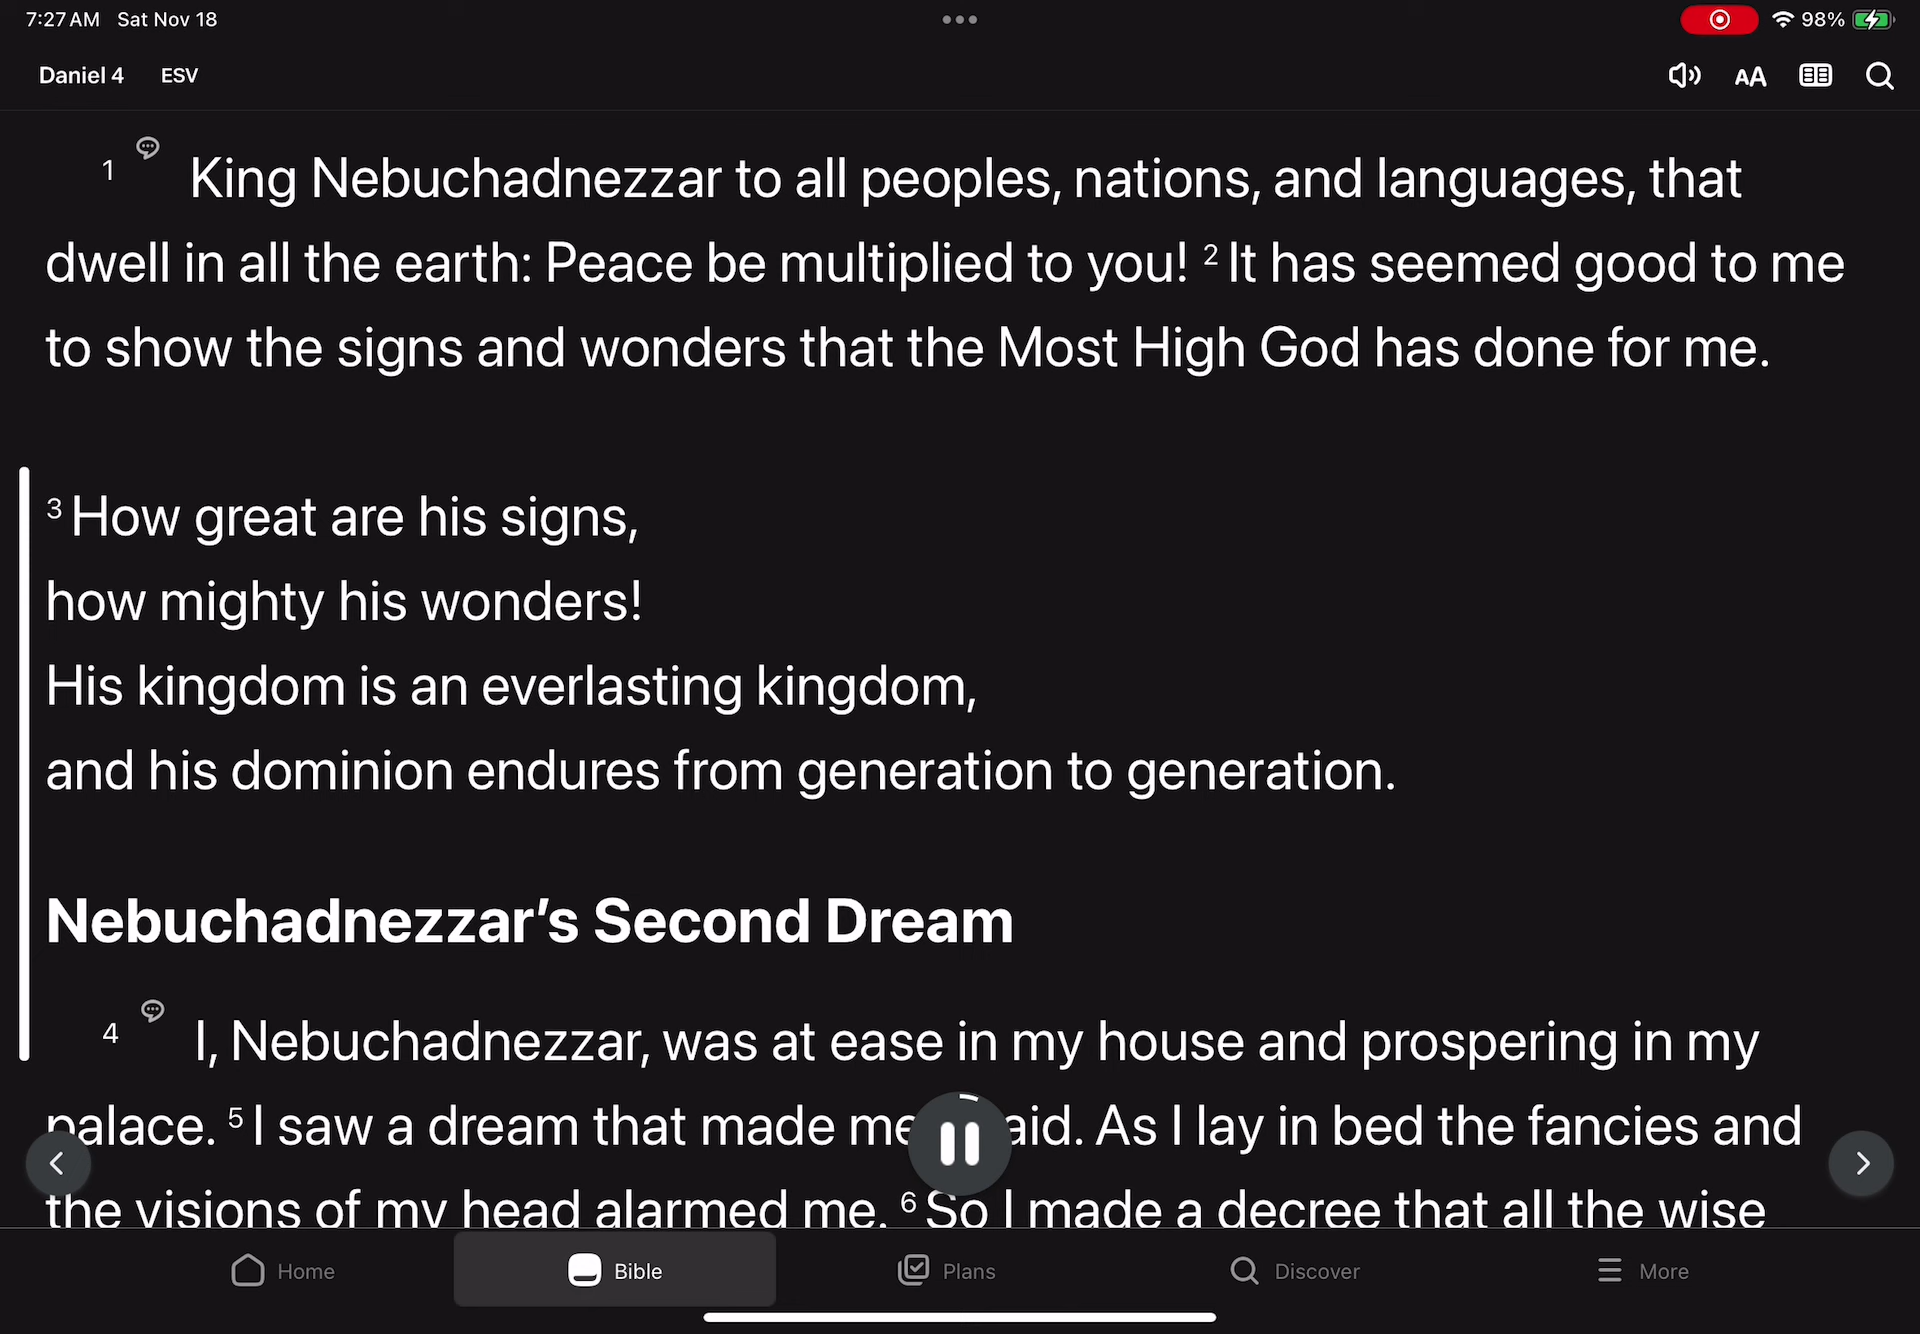 7:27 AM Sat Nov 18
98%
Daniel 4 ESV
AA
1 King Nebuchadnezzar to all peoples, nations, and languages, that
dwell in all the earth: Peace be multiplied to you! 2 It has seemed good to me
to show the signs and wonders that the Most High God has done for me.
3 How great are his signs,
how mighty his wonders!
His kingdom is an everlasting kingdom,
and his dominion endures from generation to generation.
Nebuchadnezzar’s Second Dream
4 I, Nebuchadnezzar, was at ease in my house and prospering in my
palace. 5 I saw a dream that made me aid. As I lay in bed the fancies and
the visions of my head alarmed me. 6 So I made a decree that all the wise
Home
Bible
Plans
Discover
More